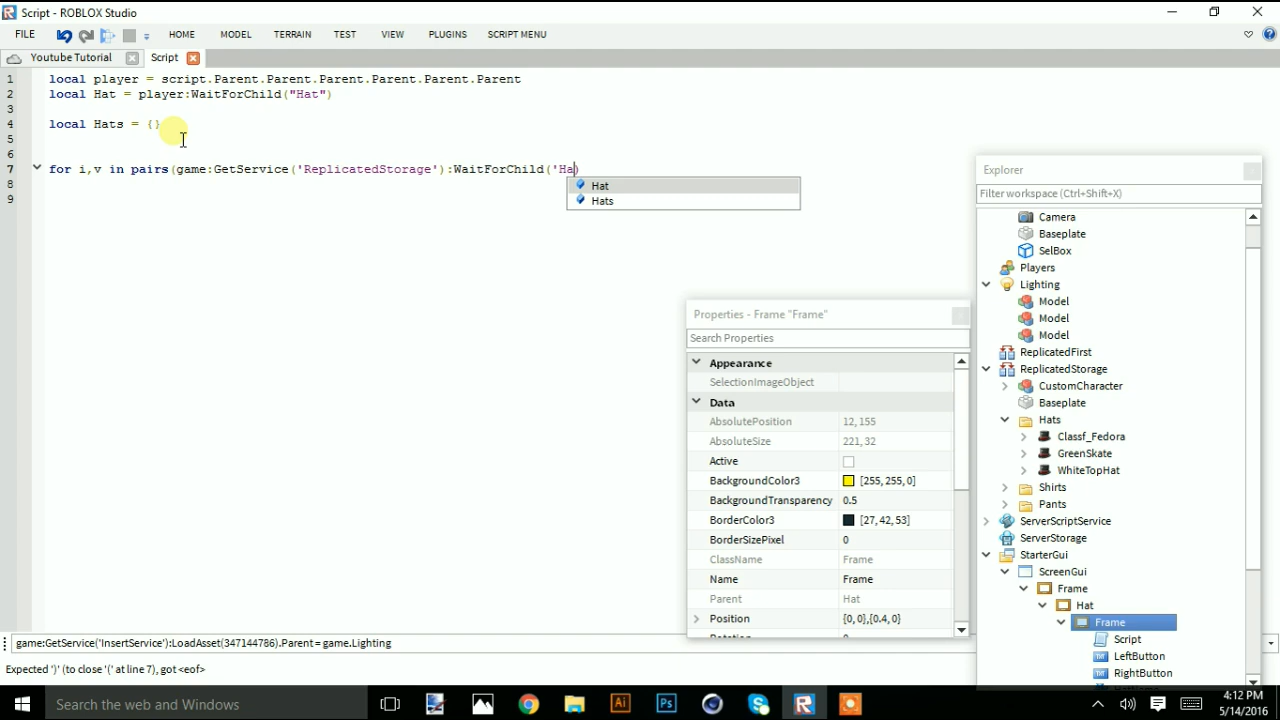 Script - ROBLOX Studio
FILE HOME MODEL TERRAIN TEST VIEW PLUGINS SCRIPT MENU
Youtube Tutorial Script
1 local player = script.Parent.Parent.Parent.Parent.Parent.Parent
2 local Hat = player:WaitForChild("Hat")
3
4 local Hats = {}
5
6
7 for i,v in pairs(game:GetService('ReplicatedStorage'):WaitForChild('Ha)
8
9
Hat
Hats
Explorer
Filter workspace (Ctrl+Shift+X)
Camera
Baseplate
SelBox
Players
Lighting
Model
Model
Model
ReplicatedFirst
ReplicatedStorage
CustomCharacter
Baseplate
Hats
Classf_Fedora
GreenSkate
WhiteTopHat
Shirts
Pants
ServerScriptService
ServerStorage
StarterGui
ScreenGui
Frame
Hat
Frame
Script
LeftButton
RightButton
Properties - Frame "Frame"
Search Properties
Appearance
SelectionImageObject
Data
AbsolutePosition 12, 155
AbsoluteSize 221, 32
Active
BackgroundColor3 [255, 255, 0]
BackgroundTransparency 0.5
BorderColor3 [27, 42, 53]
BorderSizePixel 0
ClassName Frame
Name Frame
Parent Hat
Position {0, 0},{0.4, 0}
game:GetService('InsertService'):LoadAsset(347144786).Parent = game.Lighting
Expected ')' (to close '(' at line 7), got <eof>
Search the web and Windows
Ai Ps
4:12 PM
5/14/2016